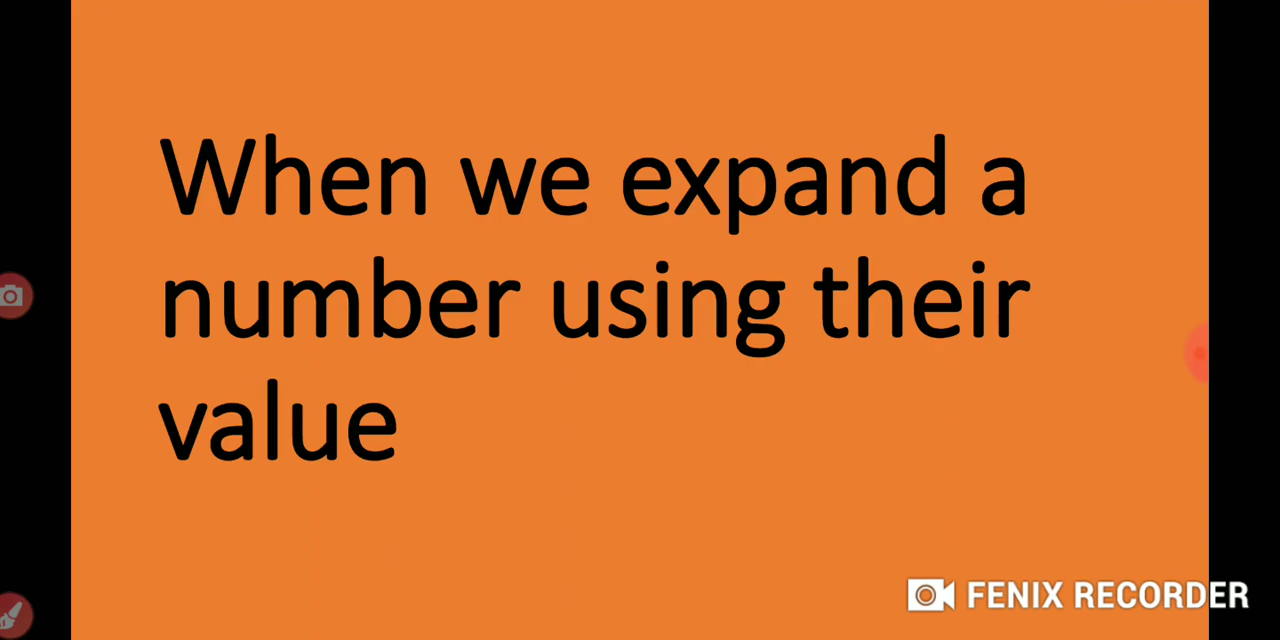 When we expand a
number using their
value
FENIX RECORDER